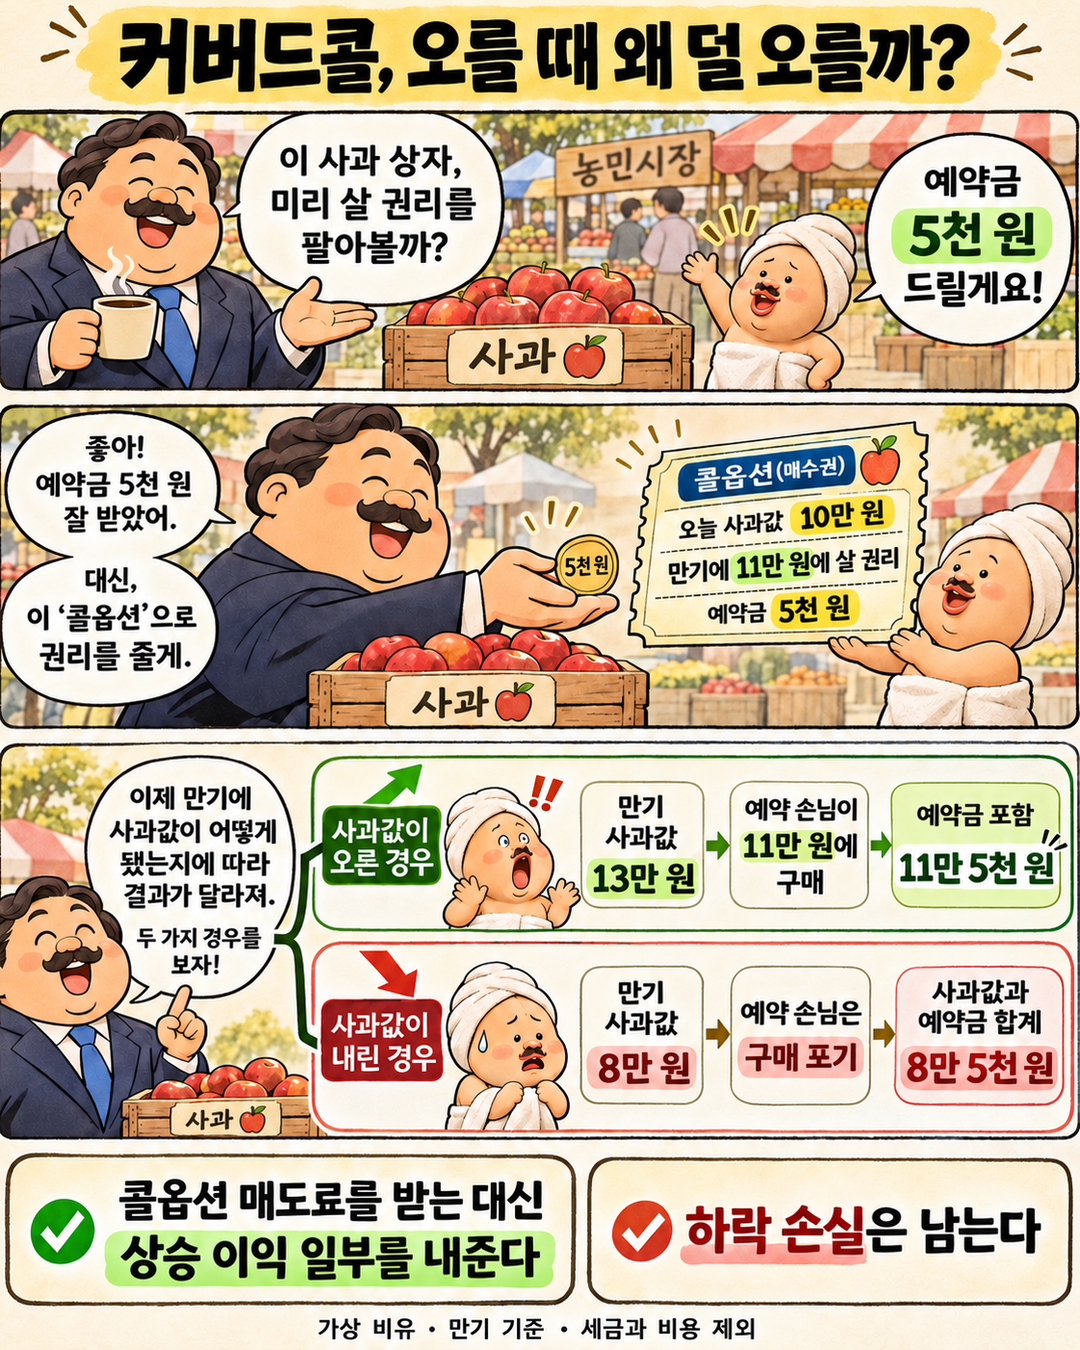 커버드콜, 오를 때 왜 덜 오를까?
이 사과 상자,
미리 살 권리를
팔아볼까?
농민시장
예약금
5천 원
드릴게요!
사과
좋아!
예약금 5천 원
잘 받았어.
대신,
이 ‘콜옵션’으로
권리를 줄게.
5천 원
콜옵션(매수권)
오늘 사과값 10만 원
만기에 11만 원에 살 권리
예약금 5천 원
사과
이제 만기에
사과값이 어떻게
됐는지에 따라
결과가 달라져.
두 가지 경우를
보자!
사과
사과값이
오른 경우
!!
만기
사과값
13만 원
예약 손님이
11만 원에
구매
예약금 포함
11만 5천 원
사과값이
내린 경우
만기
사과값
8만 원
예약 손님은
구매 포기
사과값과
예약금 합계
8만 5천 원
콜옵션 매도료를 받는 대신
상승 이익 일부를 내준다
하락 손실은 남는다
가상 비유 · 만기 기준 · 세금과 비용 제외